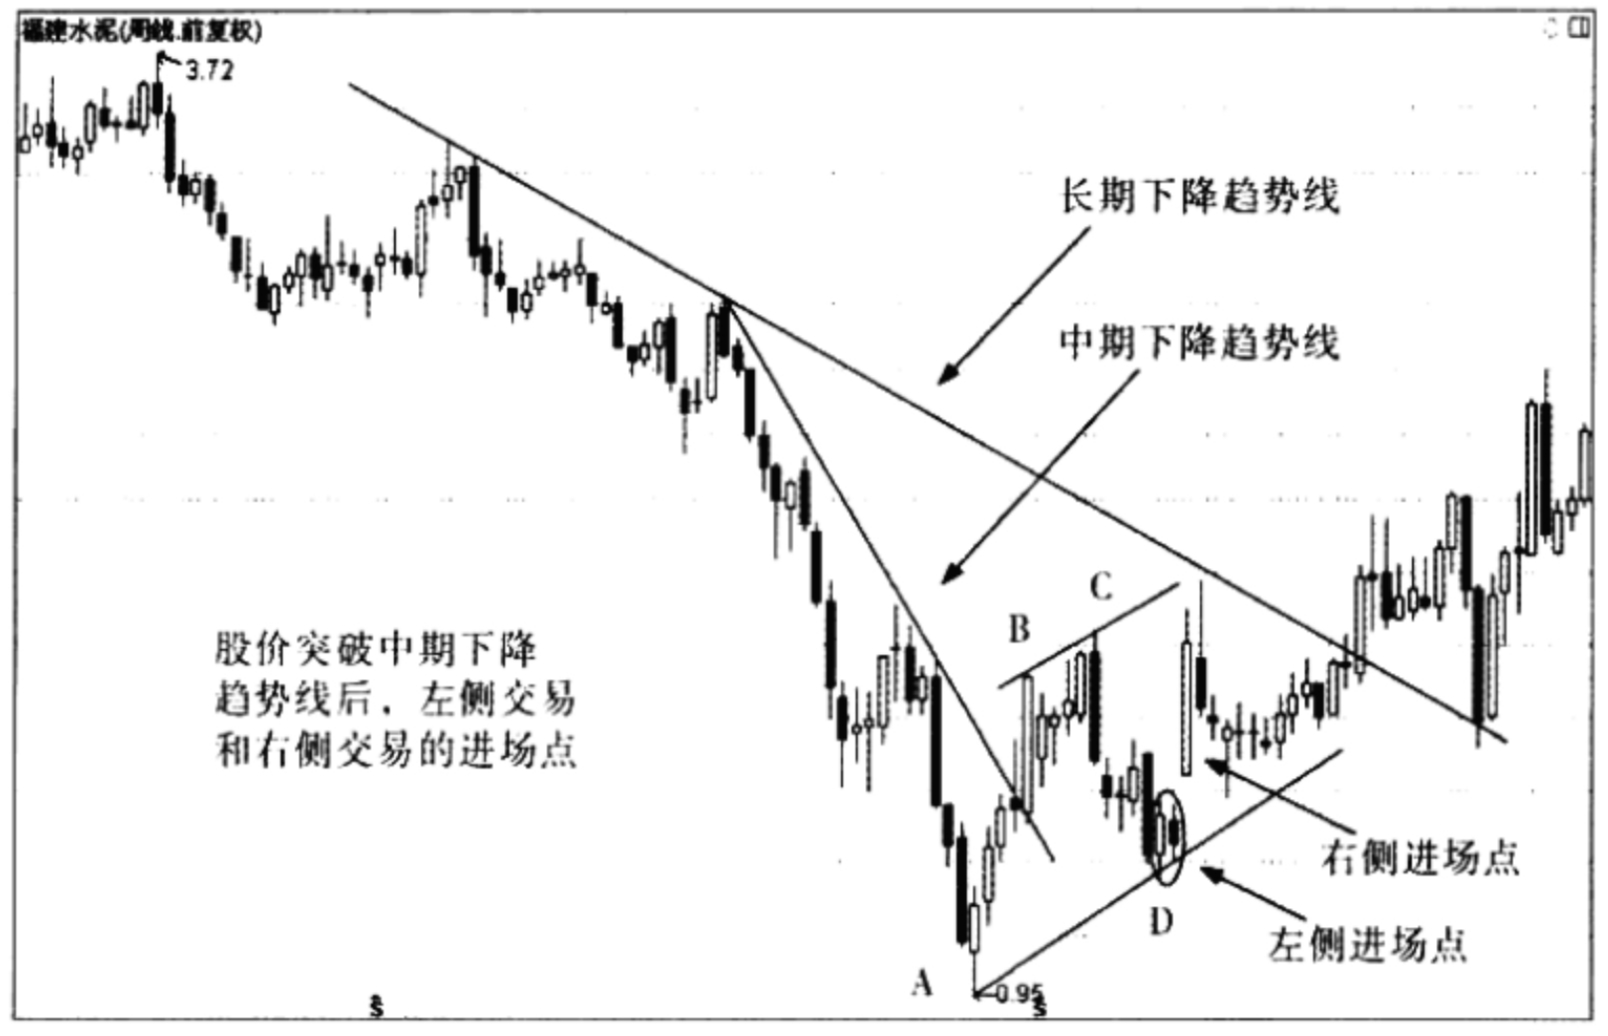 福建水泥(周线.前复权)
3.72
长期下降趋势线
中期下降趋势线
C
B
股价突破中期下降
趋势线后，左侧交易
和右侧交易的进场点
右侧进场点
D
左侧进场点
A
0.95
S
S